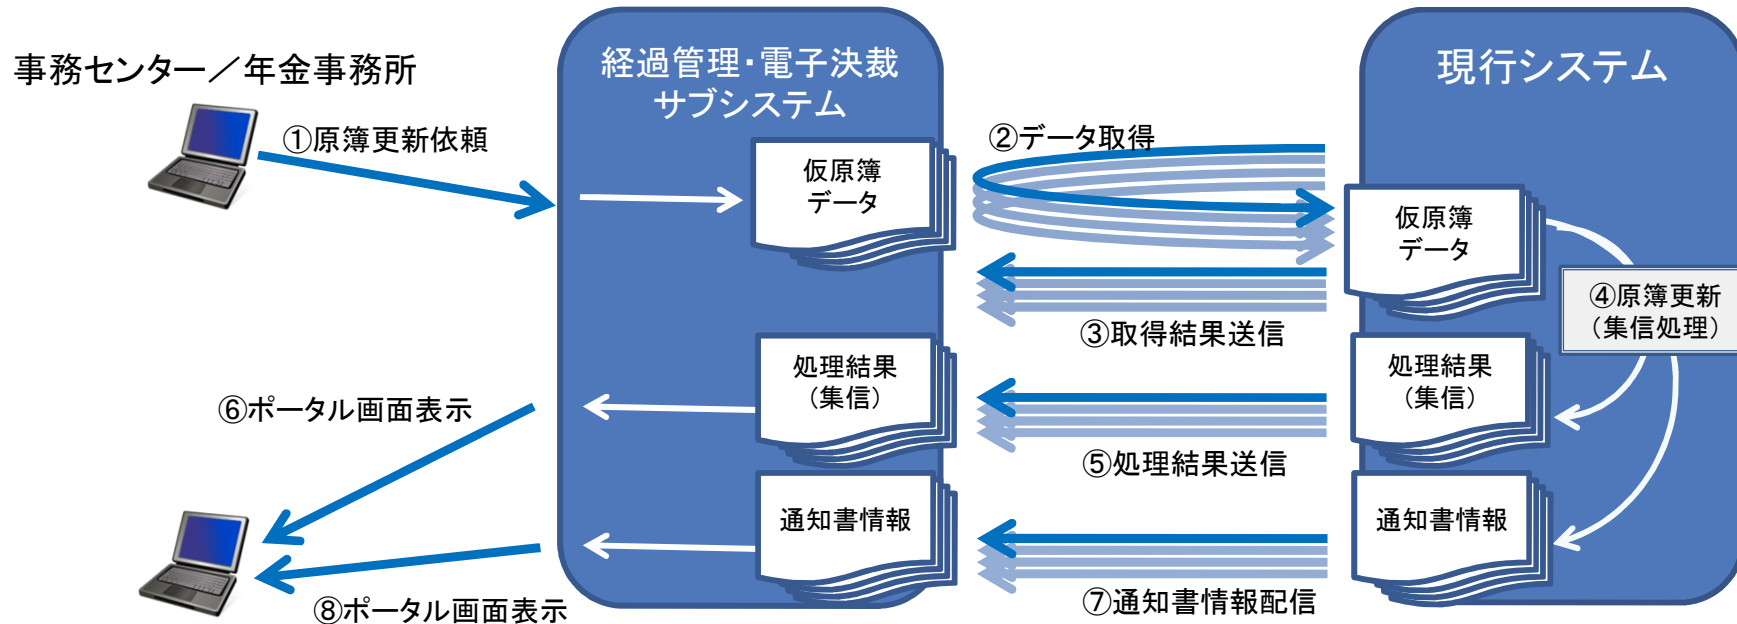 事務センター／年金事務所
経過管理・電子決裁
サブシステム
現行システム
①原簿更新依頼
②データ取得
仮原簿
データ
仮原簿
データ
③取得結果送信
④原簿更新
（集信処理）
処理結果
（集信）
処理結果
（集信）
⑥ポータル画面表示
⑤処理結果送信
通知書情報
通知書情報
⑧ポータル画面表示
⑦通知書情報配信